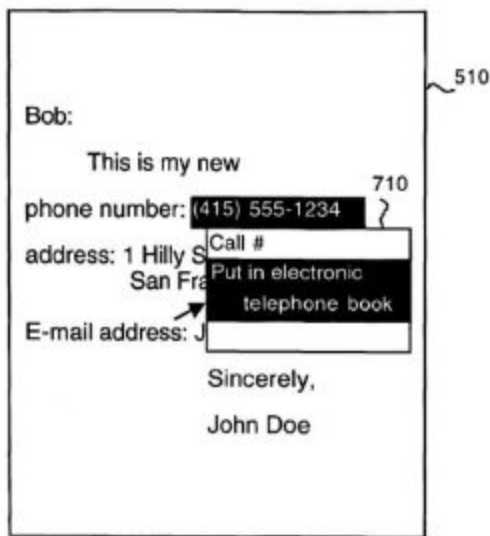 510
Bob:
This is my new
710
phone number: (415) 555-1234
Call #
address: 1 Hilly S
Put in electronic
San Fra
telephone book
E-mail address: J
Sincerely,
John Doe